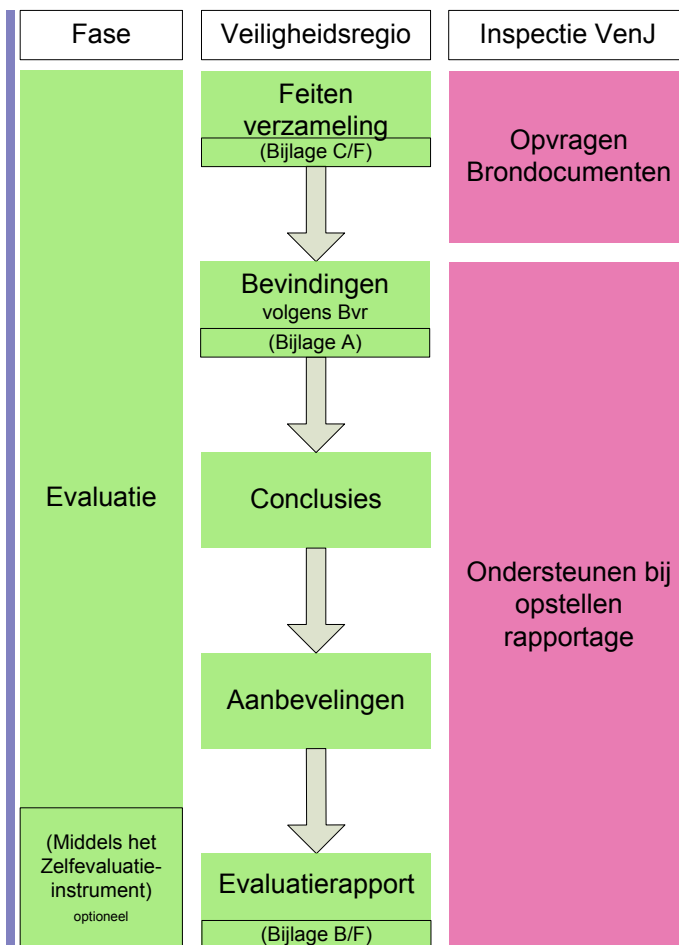 Fase
Veiligheidsregio
Inspectie VenJ
Feiten
verzameling
(Bijlage C/F)
Opvragen
Brondocumenten
Bevindingen
volgens Bvr
(Bijlage A)
Evaluatie
Conclusies
Ondersteunen bij
opstellen
rapportage
Aanbevelingen
(Middels het
Zelfevaluatie-
instrument)
optioneel
Evaluatierapport
(Bijlage B/F)